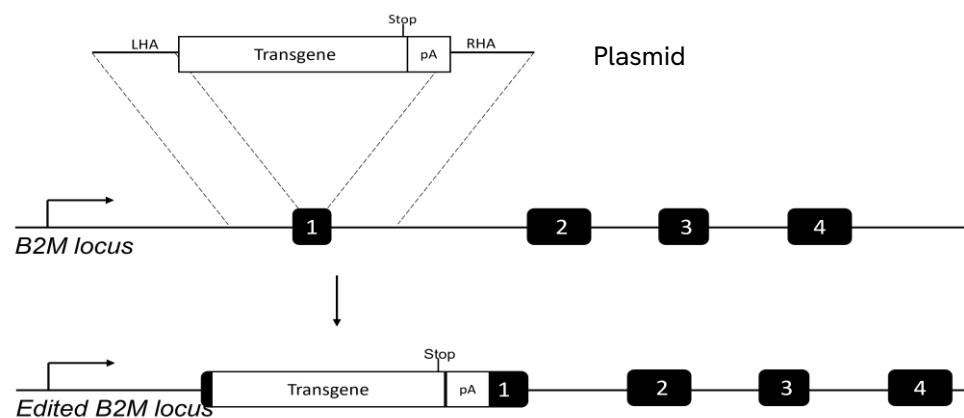 Stop
LHA
Transgene
pA
RHA
Plasmid
1
2
3
4
B2M locus
Stop
Transgene
pA
1
2
3
4
Edited B2M locus